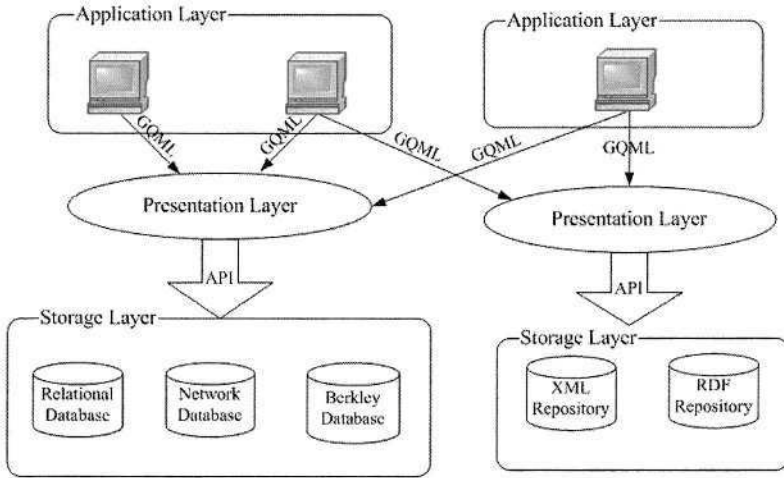 Application Layer
Application Layer
GQML
GQML
GQML
GQML
GQML
Presentation Layer
Presentation Layer
API
API
Storage Layer
Storage Layer
Relational
Database
Network
Database
Berkley
Database
XML
Repository
RDF
Repository